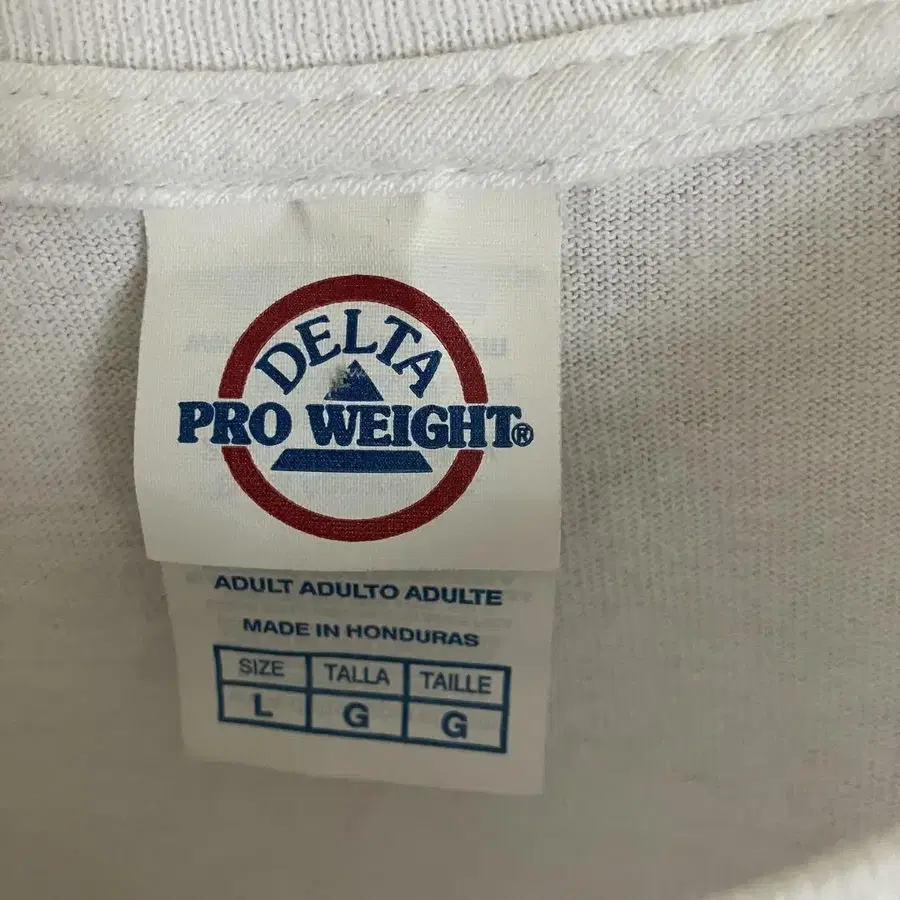 DELTA
PRO WEIGHT®
ADULT ADULTO ADULTE
MADE IN HONDURAS
SIZE TALLA TAILLE
L G G